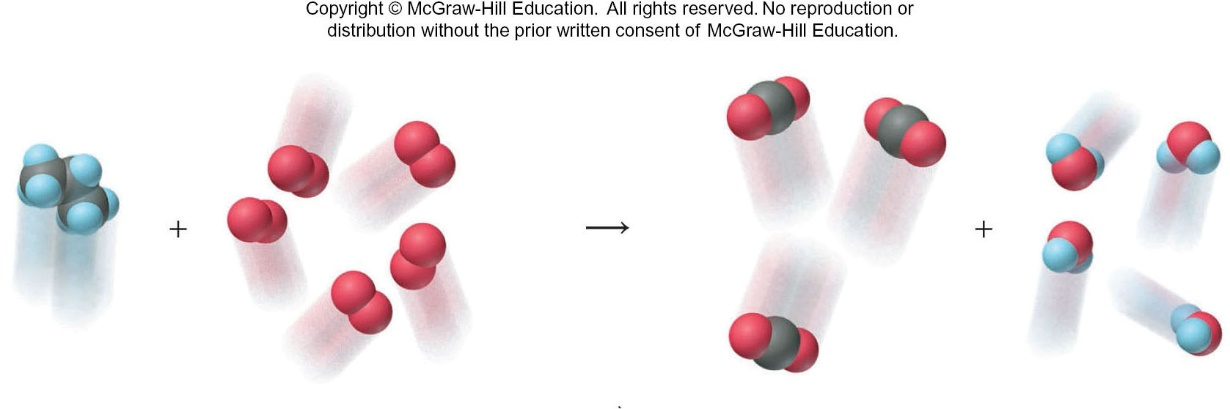 Copyright © McGraw-Hill Education. All rights reserved. No reproduction or
distribution without the prior written consent of McGraw-Hill Education.
+ → +